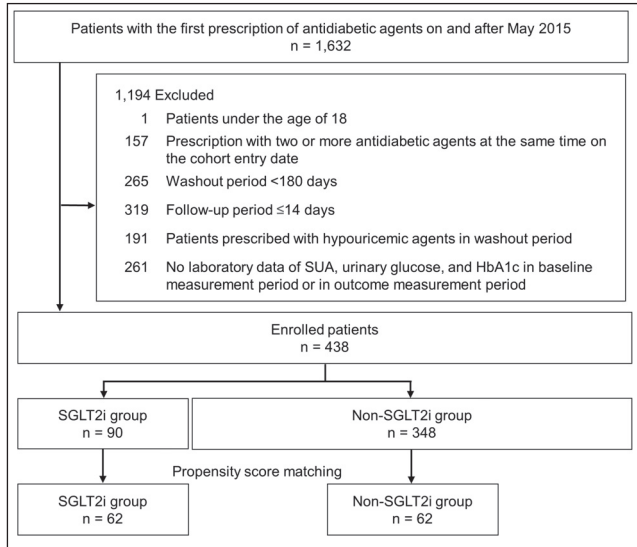 Patients with the first prescription of antidiabetic agents on and after May 2015
n = 1,632
1,194 Excluded
1 Patients under the age of 18
157 Prescription with two or more antidiabetic agents at the same time on
the cohort entry date
265 Washout period <180 days
319 Follow-up period ≤14 days
191 Patients prescribed with hypouricemic agents in washout period
261 No laboratory data of SUA, urinary glucose, and HbA1c in baseline
measurement period or in outcome measurement period
Enrolled patients
n = 438
SGLT2i group
n = 90
Non-SGLT2i group
n = 348
Propensity score matching
SGLT2i group
n = 62
Non-SGLT2i group
n = 62